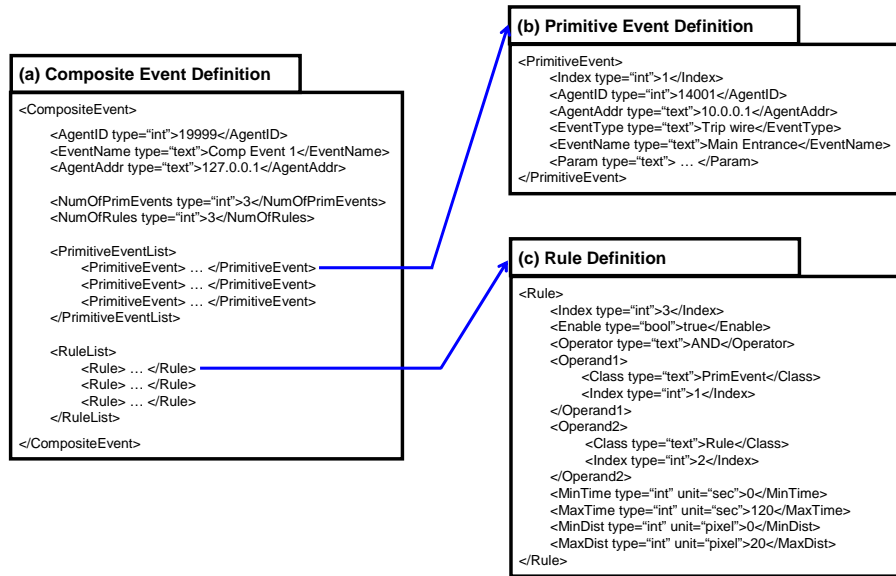 (a) Composite Event Definition
<CompositeEvent>
<AgentID type=“int”>19999</AgentID>
<EventName type=“text”>Comp Event 1</EventName>
<AgentAddr type=“text”>127.0.0.1</AgentAddr>
<NumOfPrimEvents type=“int”>3</NumOfPrimEvents>
<NumOfRules type=“int”>3</NumOfRules>
<PrimitiveEventList>
<PrimitiveEvent> … </PrimitiveEvent>
<PrimitiveEvent> … </PrimitiveEvent>
<PrimitiveEvent> … </PrimitiveEvent>
</PrimitiveEventList>
<RuleList>
<Rule> … </Rule>
<Rule> … </Rule>
<Rule> … </Rule>
</RuleList>
</CompositeEvent>
(b) Primitive Event Definition
<PrimitiveEvent>
<Index type=“int”>1</Index>
<AgentID type=“int”>14001</AgentID>
<AgentAddr type=“text”>10.0.0.1</AgentAddr>
<EventType type=“text”>Trip wire</EventType>
<EventName type=“text”>Main Entrance</EventName>
<Param type=“text”> … </Param>
</PrimitiveEvent>
(c) Rule Definition
<Rule>
<Index type=“int”>3</Index>
<Enable type=“bool”>true</Enable>
<Operator type=“text”>AND</Operator>
<Operand1>
<Class type=“text”>PrimEvent</Class>
<Index type=“int”>1</Index>
</Operand1>
<Operand2>
<Class type=“text”>Rule</Class>
<Index type=“int”>2</Index>
</Operand2>
<MinTime type=“int” unit=“sec”>0</MinTime>
<MaxTime type=“int” unit=“sec”>120</MaxTime>
<MinDist type=“int” unit=“pixel”>0</MinDist>
<MaxDist type=“int” unit=“pixel”>20</MaxDist>
</Rule>